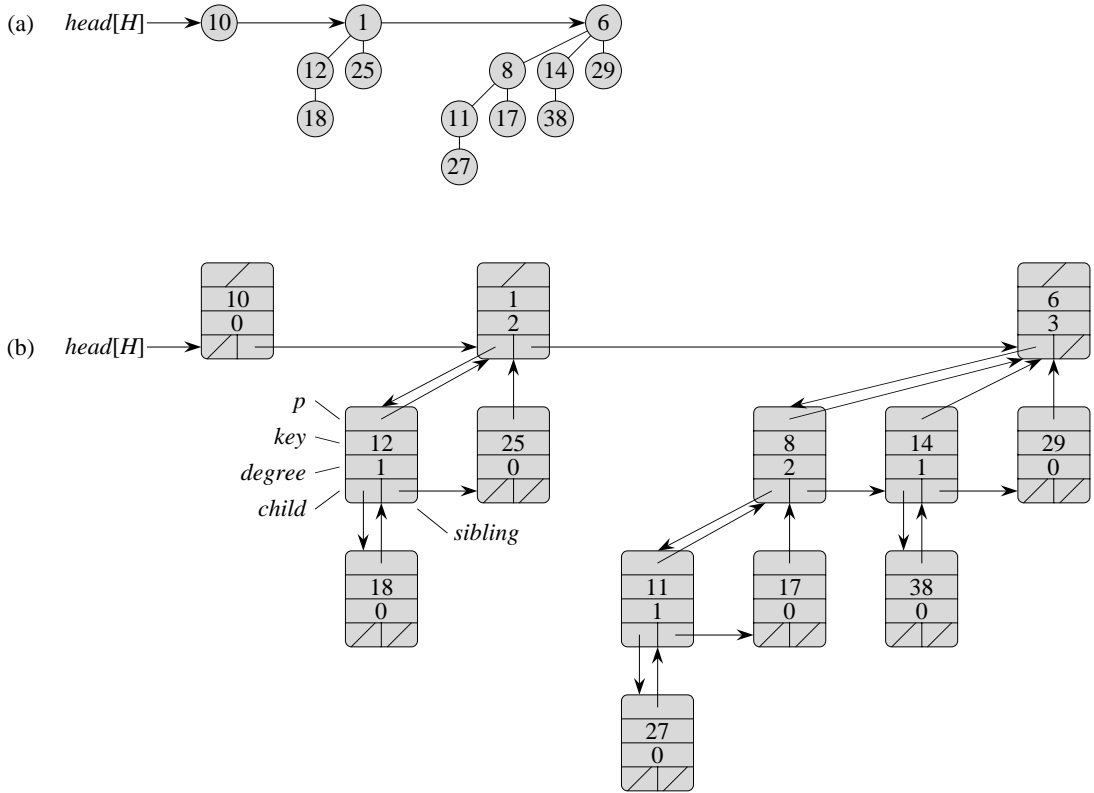 (a) head[H] 10 1 6
12 25 8 14 29
18 11 17 38
27
10 1 6
0 2 3
(b) head[H]
p
key 12 25 8 14 29
degree 1 0 2 1 0
child
sibling
18 11 17 38
0 1 0 0
27
0